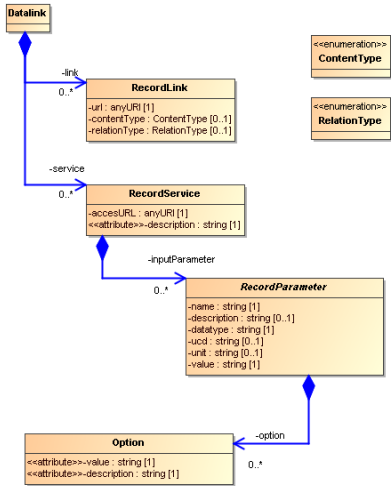 Datalink
<<enumeration>>
ContentType
-link
0..*
RecordLink
-url : anyURI [1]
-contentType : ContentType [0..1]
-relationType : RelationType [0..1]
<<enumeration>>
RelationType
-service
0..*
RecordService
-accesURL : anyURI [1]
<<attribute>>-description : string [1]
-inputParameter
0..*
RecordParameter
-name : string [1]
-description : string [0..1]
-datatype : string [1]
-ucd : string [0..1]
-unit : string [0..1]
-value : string [1]
-option
0..*
Option
<<attribute>>-value : string [1]
<<attribute>>-description : string [1]